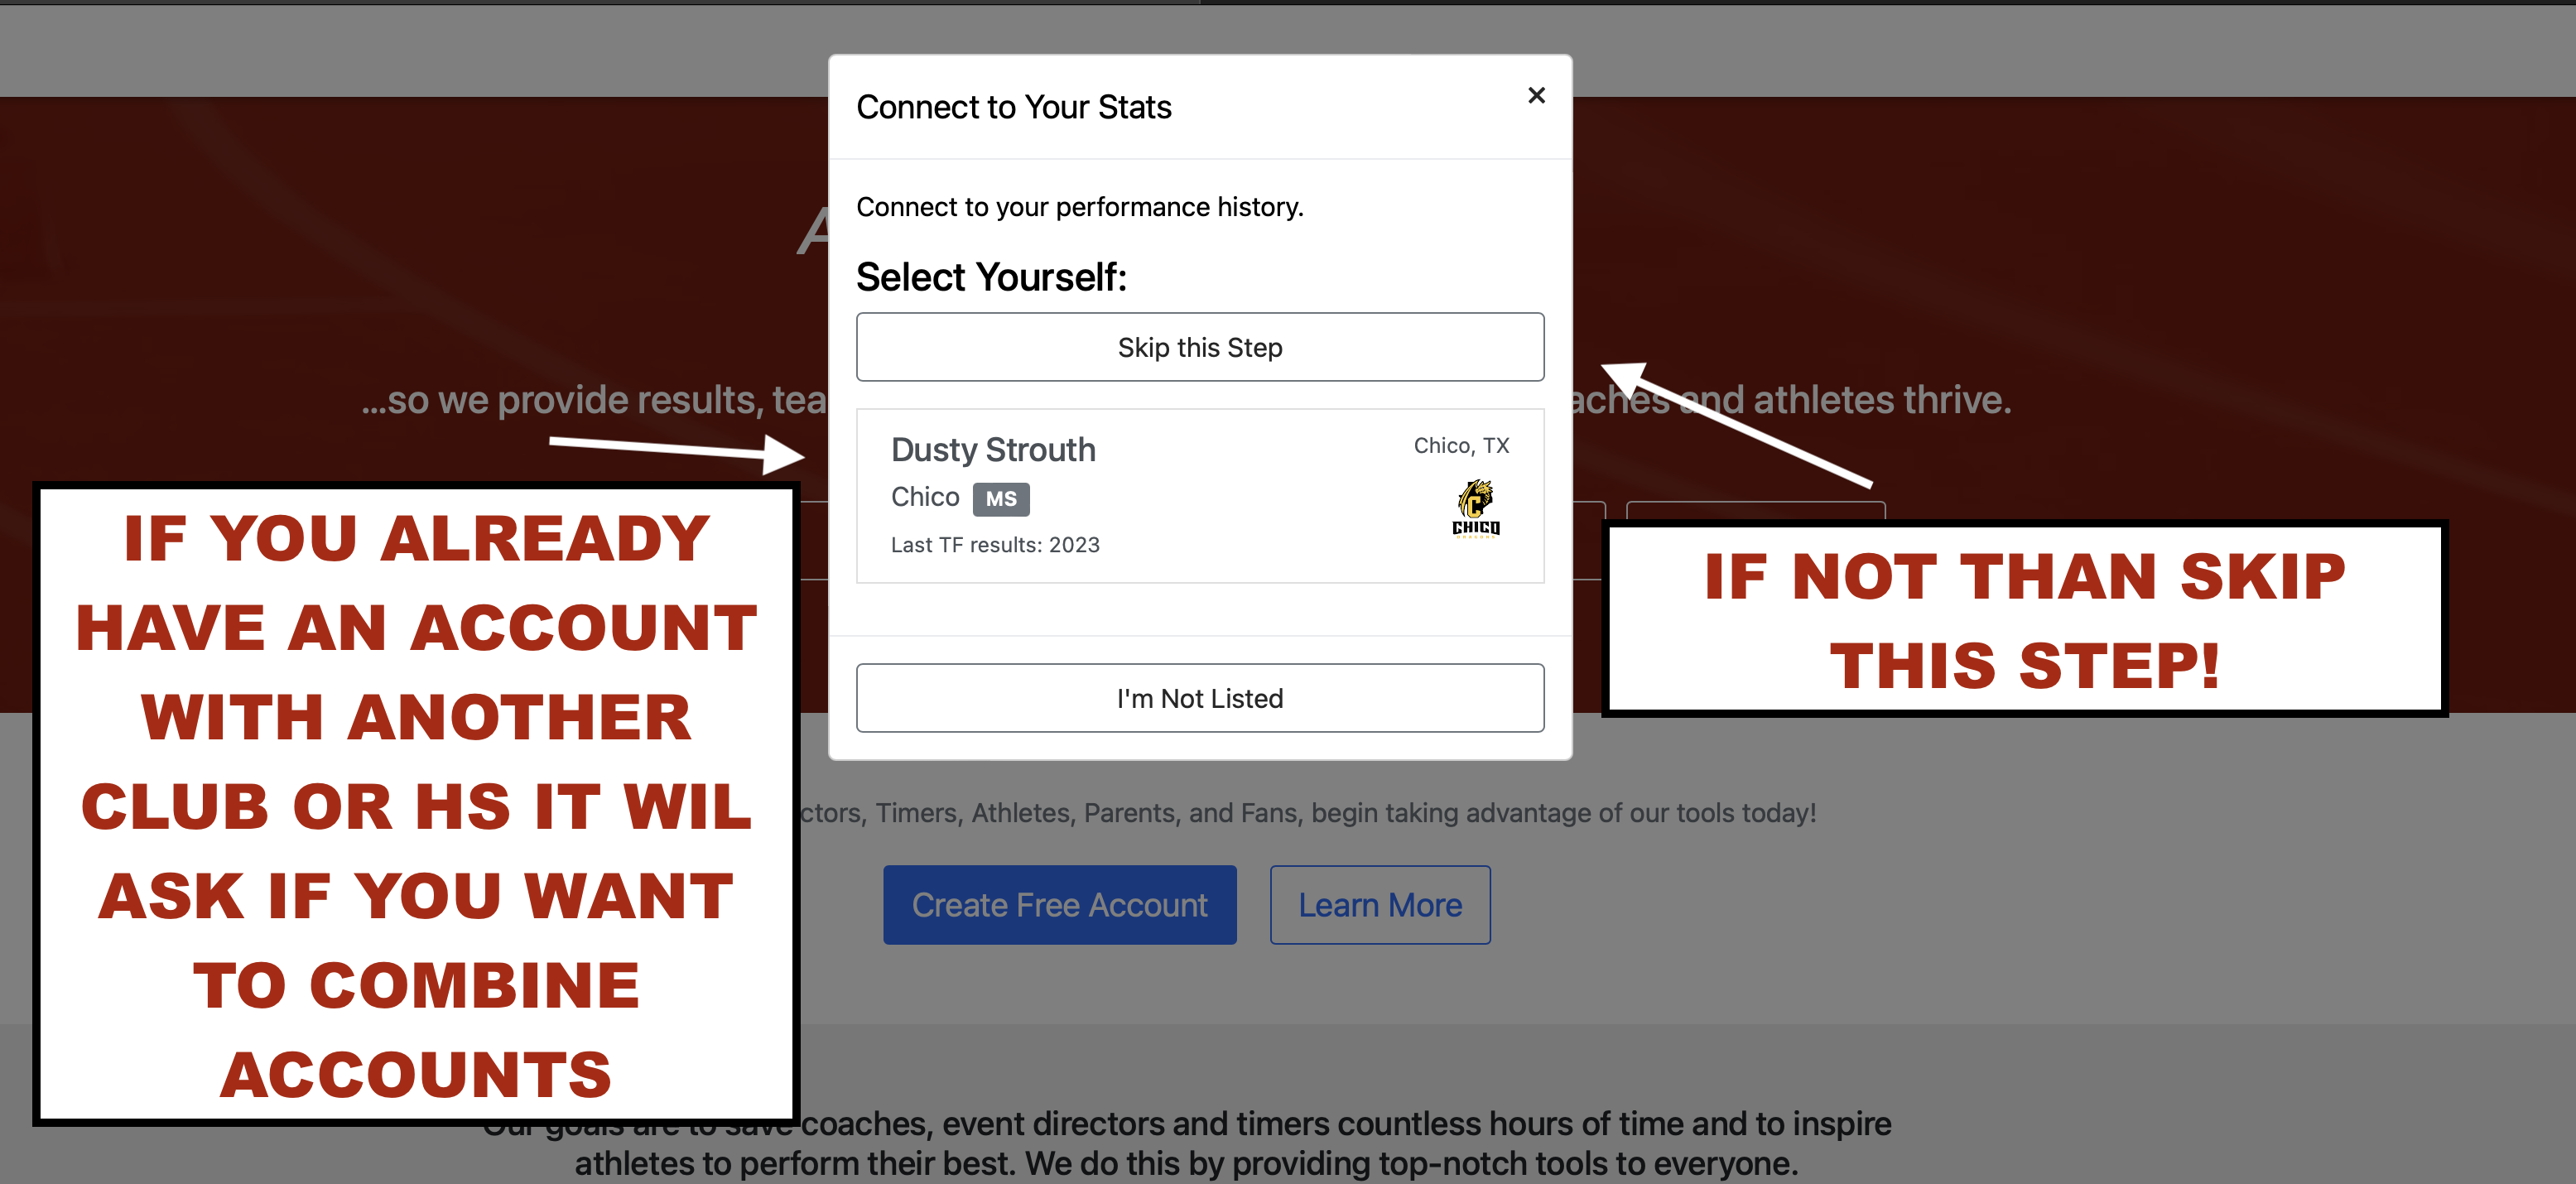 Connect to Your Stats
×
Connect to your performance history.
Select Yourself:
Skip this Step
...so we provide results, tea
aches and athletes thrive.
Dusty Strouth
Chico, TX
Chico MS
CHICO
Last TF results: 2023
I'm Not Listed
IF YOU ALREADY
HAVE AN ACCOUNT
WITH ANOTHER
CLUB OR HS IT WIL
ASK IF YOU WANT
TO COMBINE
ACCOUNTS
IF NOT THAN SKIP
THIS STEP!
ctors, Timers, Athletes, Parents, and Fans, begin taking advantage of our tools today!
Create Free Account
Learn More
Our goals are to save coaches, event directors and timers countless hours of time and to inspire
athletes to perform their best. We do this by providing top-notch tools to everyone.